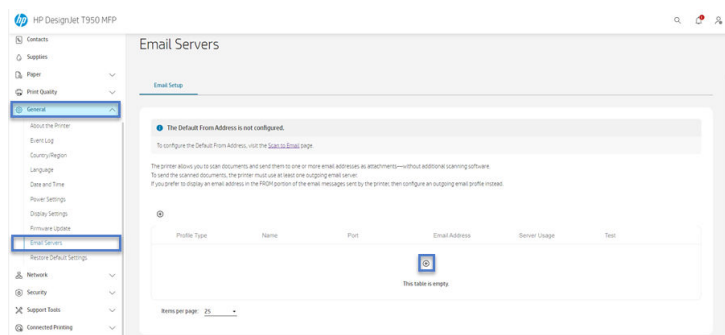 hp HP DesignJet T950 MFP
Contacts
Supplies
Paper
Print Quality
General
About the Printer
Event Log
Country/Region
Language
Date and Time
Power Settings
Display Settings
Firmware Update
Email Servers
Restore Default Settings
Network
Security
Support Tools
Connected Printing
Email Servers
Email Setup
The Default From Address is not configured.
To configure the Default From Address, visit the Scan to Email page.
The printer allows you to scan documents and send them to one or more email addresses as attachments—without additional scanning software.
To send the scanned documents, the printer must use at least one outgoing email server.
If you prefer to display an email address in the FROM portion of the email messages sent by the printer, then configure an outgoing email profile instead.
Profile Type Name Port Email Address Server Usage Test
This table is empty.
Items per page: 25